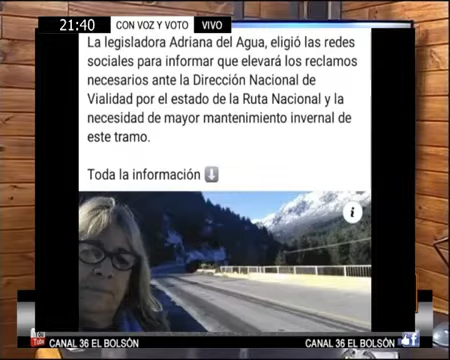 21:40
CON VOZ Y VOTO VIVO
La legisladora Adriana del Agua, eligió las redes
sociales para informar que elevará los reclamos
necesarios ante la Dirección Nacional de
Vialidad por el estado de la Ruta Nacional y la
necesidad de mayor mantenimiento invernal de
este tramo.
Toda la información ⬇
i
You
Tube
CANAL 36 EL BOLSÓN
CANAL 36 EL BOLSÓN
f